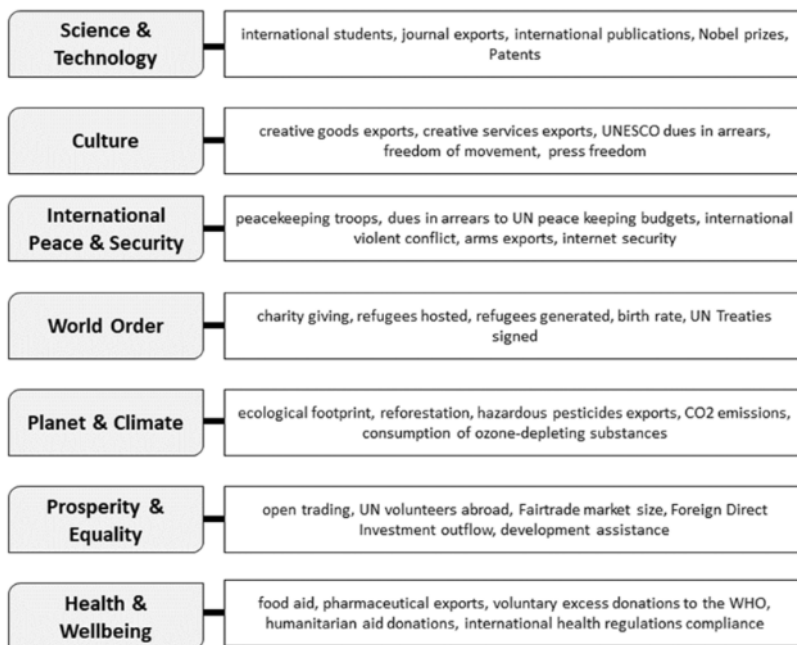 Science &
Technology
international students, journal exports, international publications, Nobel prizes,
Patents
Culture
creative goods exports, creative services exports, UNESCO dues in arrears,
freedom of movement, press freedom
International
Peace & Security
peacekeeping troops, dues in arrears to UN peace keeping budgets, international
violent conflict, arms exports, internet security
World Order
charity giving, refugees hosted, refugees generated, birth rate, UN Treaties
signed
Planet & Climate
ecological footprint, reforestation, hazardous pesticides exports, CO2 emissions,
consumption of ozone-depleting substances
Prosperity &
Equality
open trading, UN volunteers abroad, Fairtrade market size, Foreign Direct
Investment outflow, development assistance
Health &
Wellbeing
food aid, pharmaceutical exports, voluntary excess donations to the WHO,
humanitarian aid donations, international health regulations compliance